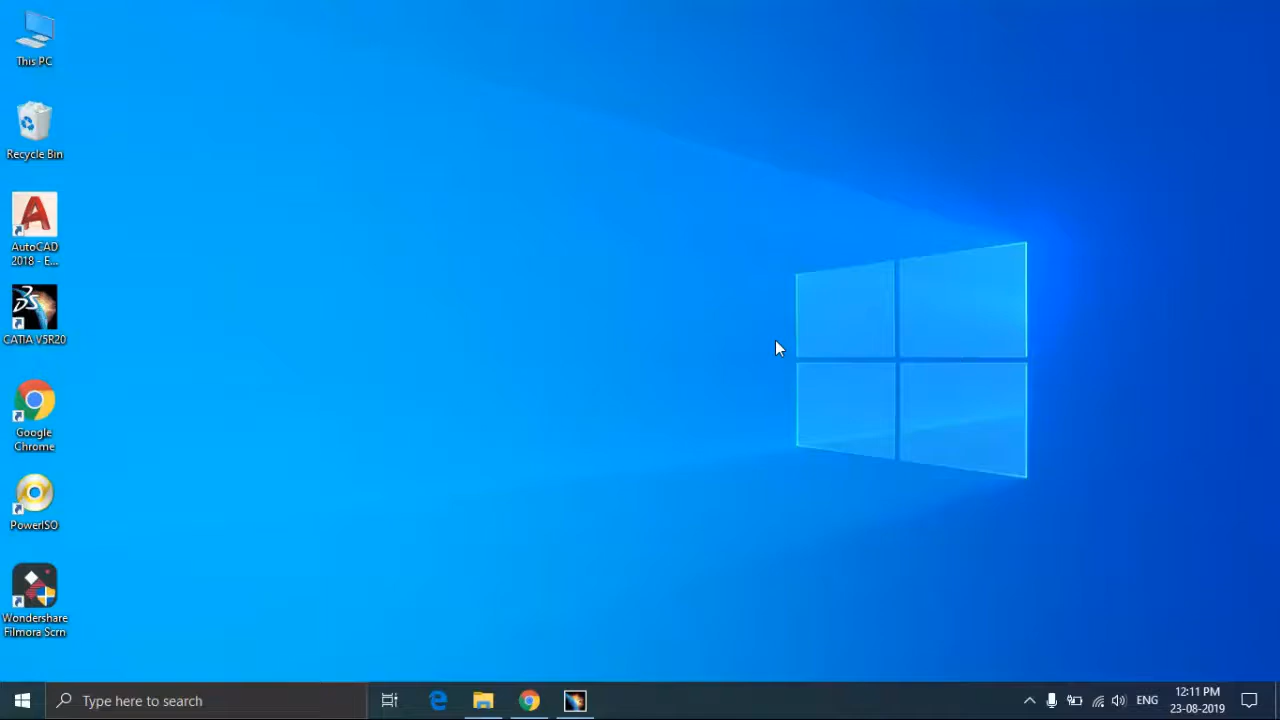 This PC
Recycle Bin
AutoCAD
2018 - E...
DS
CATIA V5R20
Google
Chrome
PowerISO
Wondershare
Filmora Scrn
Type here to search
ENG
12:11 PM
23-08-2019